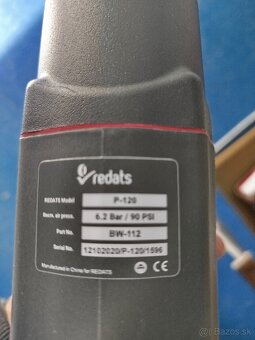 redats
REDATS Model P-120
Recm. air press. 6.2 Bar / 90 PSI
Part No. BW-112
Serial No. 12102020/P-120/1596
Manufactured in China for REDATS
CE
© Bazos.sk